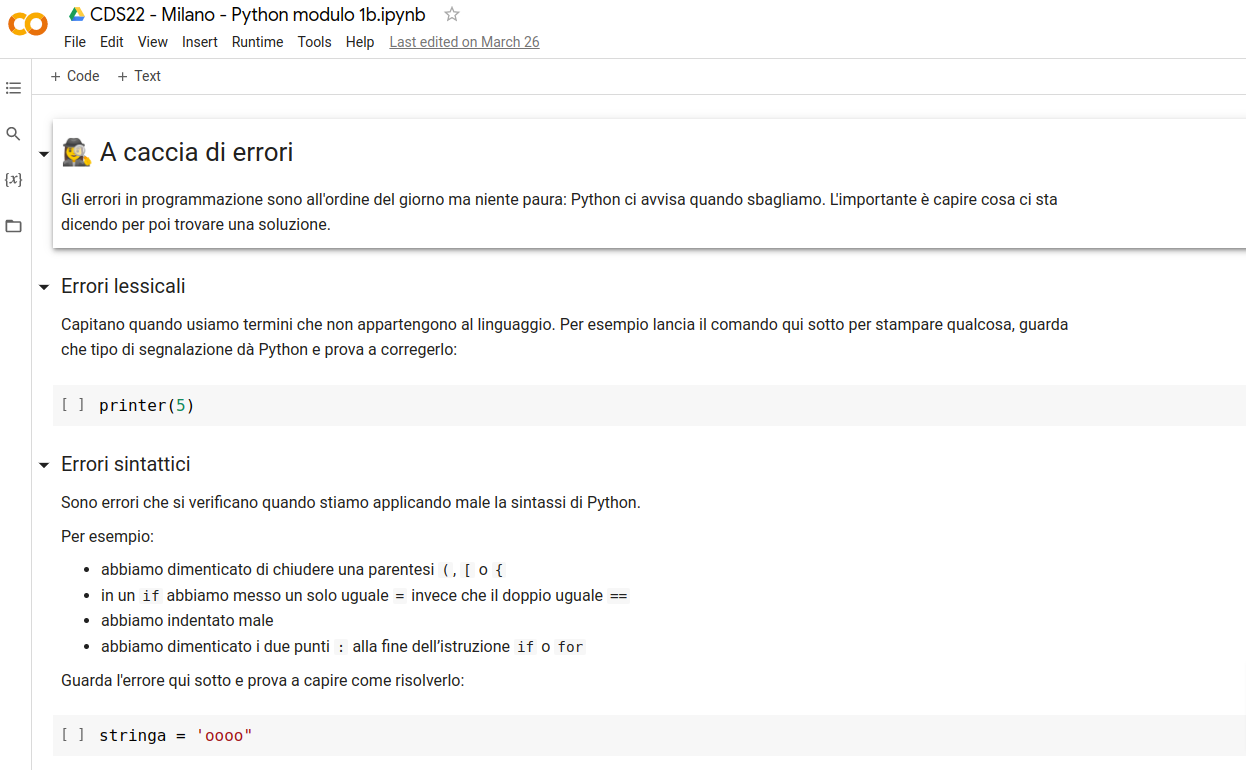 CDS22 - Milano - Python modulo 1b.ipynb
File Edit View Insert Runtime Tools Help Last edited on March 26
+ Code + Text
A caccia di errori
Gli errori in programmazione sono all'ordine del giorno ma niente paura: Python ci avvisa quando sbagliamo. L'importante è capire cosa ci sta
dicendo per poi trovare una soluzione.
{x}
Errori lessicali
Capitano quando usiamo termini che non appartengono al linguaggio. Per esempio lancia il comando qui sotto per stampare qualcosa, guarda
che tipo di segnalazione dà Python e prova a corregerlo:
[ ] printer(5)
Errori sintattici
Sono errori che si verificano quando stiamo applicando male la sintassi di Python.
Per esempio:
• abbiamo dimenticato di chiudere una parentesi (, [ o {
• in un if abbiamo messo un solo uguale = invece che il doppio uguale ==
• abbiamo indentato male
• abbiamo dimenticato i due punti : alla fine dell’istruzione if o for
Guarda l'errore qui sotto e prova a capire come risolverlo:
[ ] stringa = 'oooo"